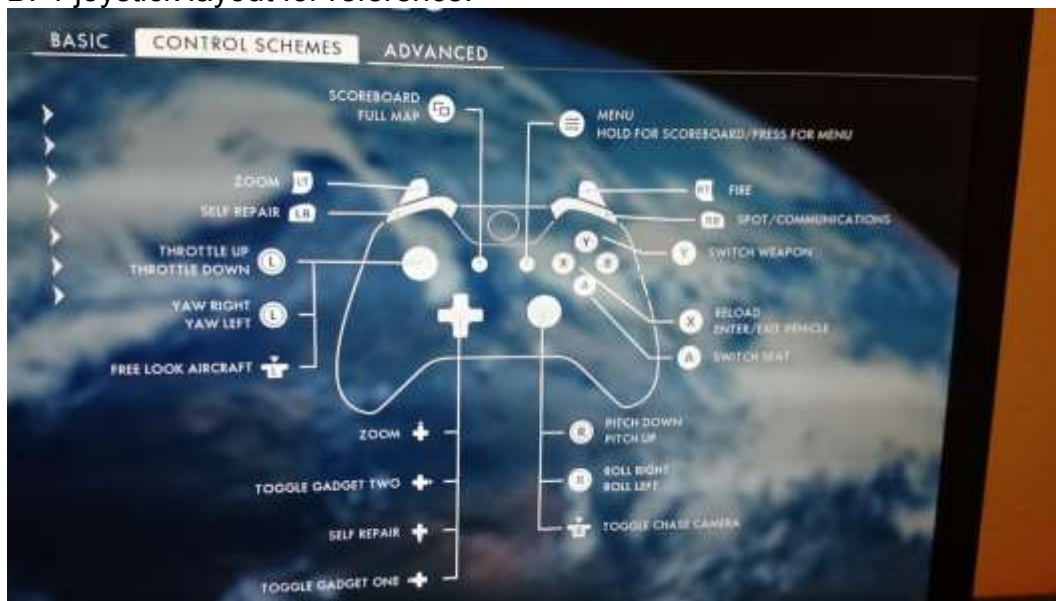 BF1 joystick layout for reference:
BASIC CONTROL SCHEMES ADVANCED
SCOREBOARD
FULL MAP
MENU
HOLD FOR SCOREBOARD/PRESS FOR MENU
ZOOM LT
RT FIRE
SELF REPAIR LB
RB SPOT/COMMUNICATIONS
THROTTLE UP
THROTTLE DOWN L
Y SWITCH WEAPON
YAW RIGHT
YAW LEFT L
X RELOAD
ENTER/EXIT VEHICLE
FREE LOOK AIRCRAFT L
A SWITCH SEAT
Y
X B
A
ZOOM
R PITCH DOWN
PITCH UP
TOGGLE GADGET TWO
R ROLL RIGHT
ROLL LEFT
SELF REPAIR
R TOGGLE CHASE CAMERA
TOGGLE GADGET ONE